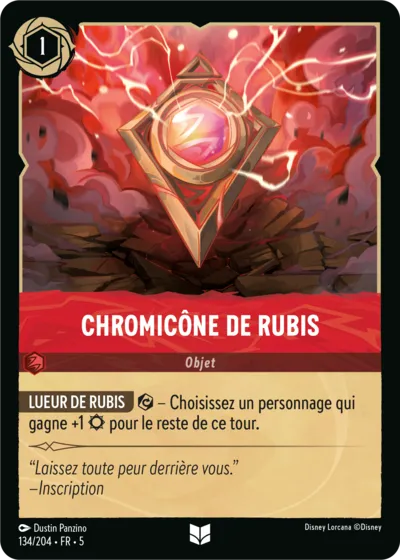 1
CHROMICÔNE DE RUBIS
Objet
LUEUR DE RUBIS – Choisissez un personnage qui
gagne +1 pour le reste de ce tour.
“Laissez toute peur derrière vous.”
–Inscription
Dustin Panzino
134/204 • FR • 5
Disney Lorcana ©Disney